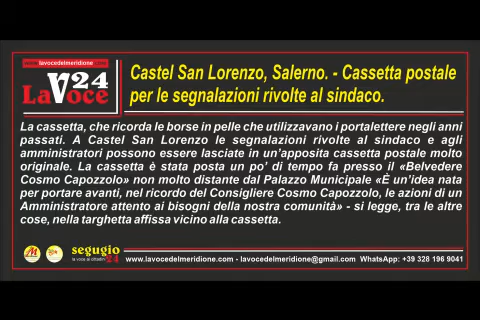 www.lavocedelmeridione.com
LaVoce 24
Castel San Lorenzo, Salerno. - Cassetta postale
per le segnalazioni rivolte al sindaco.
La cassetta, che ricorda le borse in pelle che utilizzavano i portalettere negli anni
passati. A Castel San Lorenzo le segnalazioni rivolte al sindaco e agli
amministratori possono essere lasciate in un'apposita cassetta postale molto
originale. La cassetta è stata posta un po' di tempo fa presso il «Belvedere
Cosmo Capozzolo» non molto distante dal Palazzo Municipale «È un'idea nata
per portare avanti, nel ricordo del Consigliere Cosmo Capozzolo, le azioni di un
Amministratore attento ai bisogni della nostra comunità» - si legge, tra le altre
cose, nella targhetta affissa vicino alla cassetta.
segugio
la voce ai cittadini 24
www.lavocedelmeridione.com - lavocedelmeridione@gmail.com WhatsApp: +39 328 196 9041